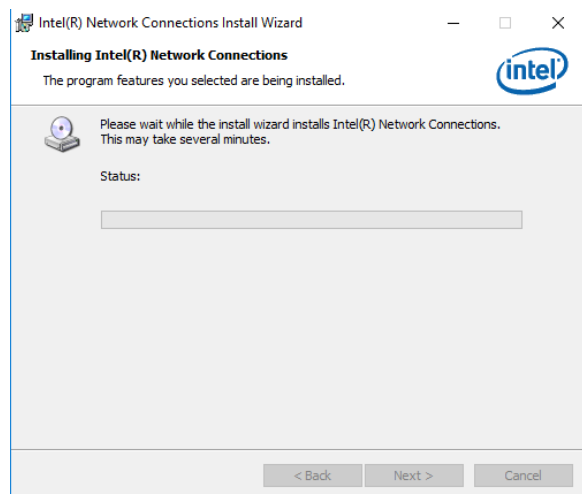 Intel(R) Network Connections Install Wizard
Installing Intel(R) Network Connections
The program features you selected are being installed.
intel
Please wait while the install wizard installs Intel(R) Network Connections.
This may take several minutes.
Status:
< Back Next > Cancel